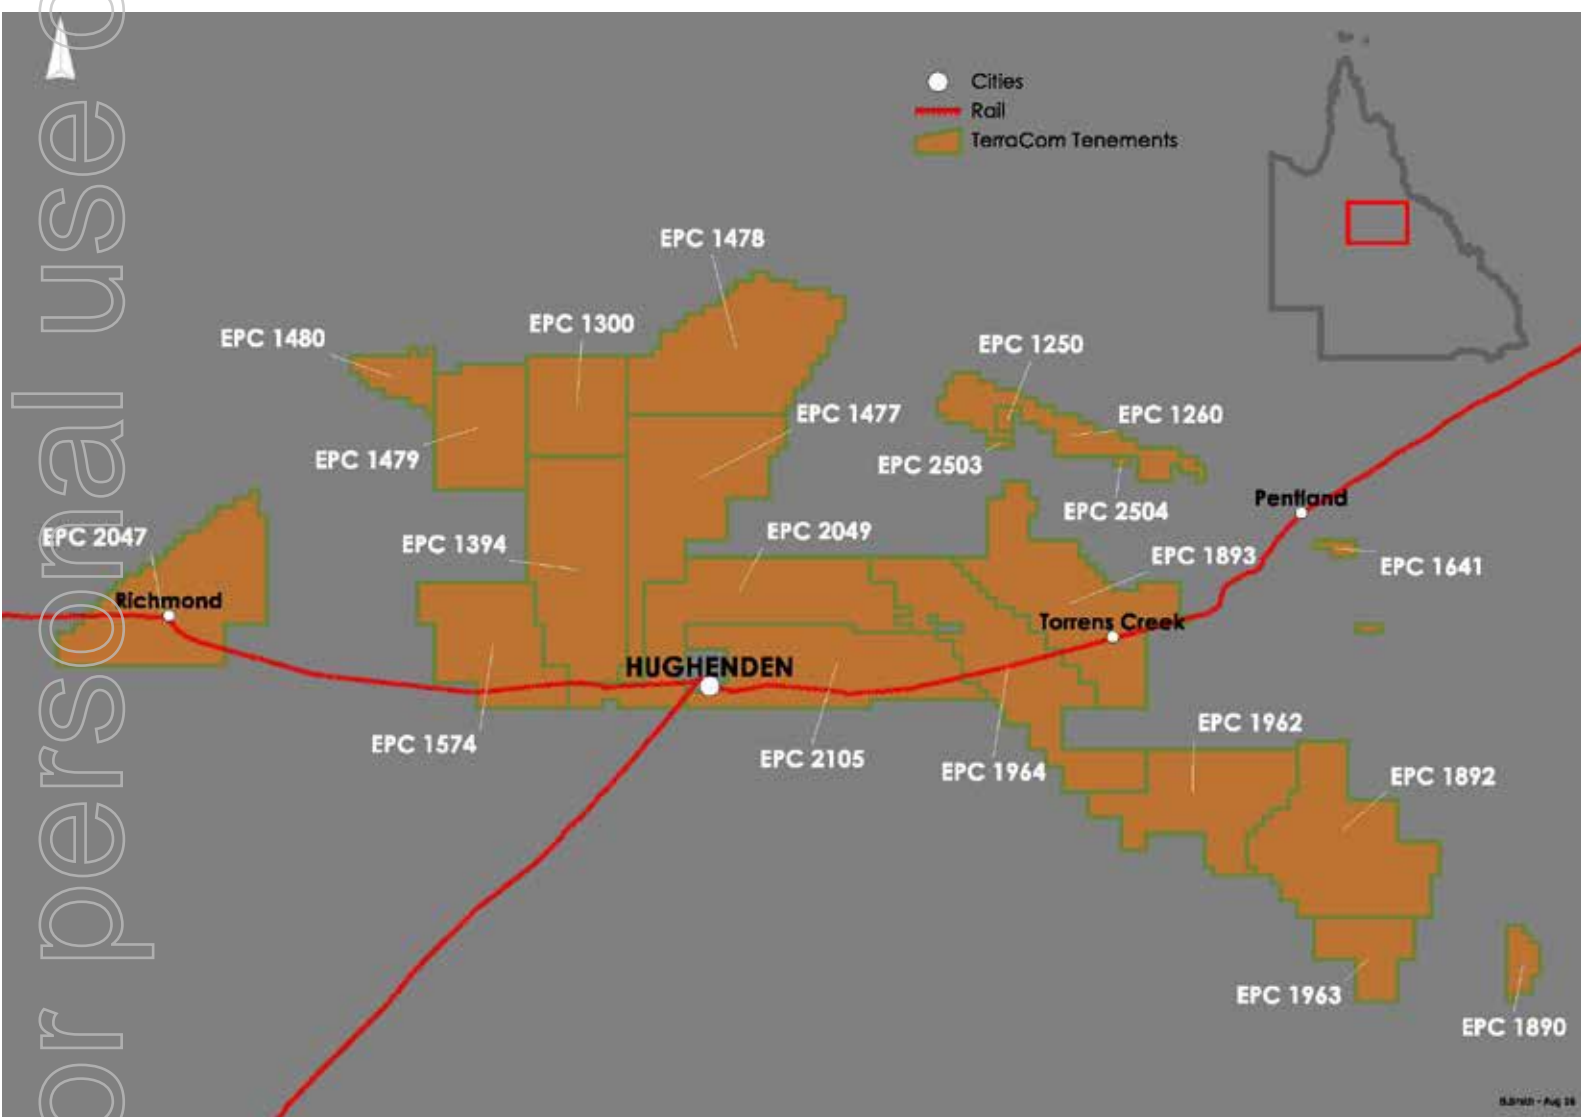 or personal use o
Cities
Rail
TerraCom Tenements
EPC 1478
EPC 1480
EPC 1300
EPC 1250
EPC 1477
EPC 1260
EPC 1479
EPC 2503
Pentland
EPC 2504
EPC 2047
EPC 2049
EPC 1394
EPC 1893
EPC 1641
Richmond
Torrens Creek
HUGHENDEN
EPC 1962
EPC 1574
EPC 2105
EPC 1964
EPC 1892
EPC 1963
EPC 1890